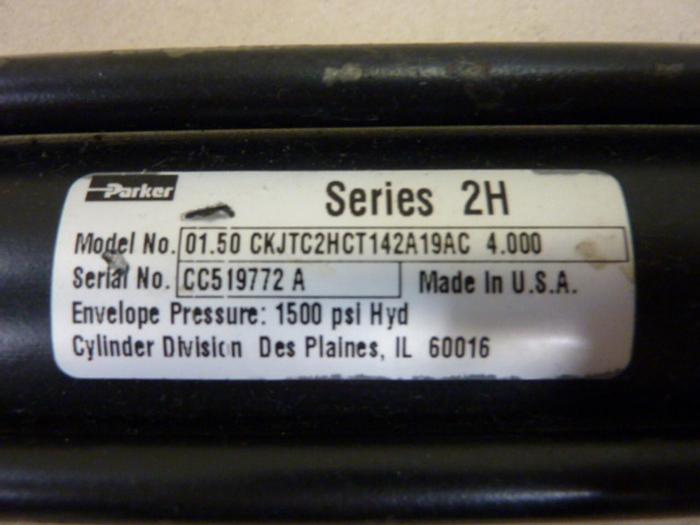 Parker Series 2H
Model No. 01.50 CKJTC2HCT142A19AC 4.000
Serial No. CC519772 A Made In U.S.A.
Envelope Pressure: 1500 psi Hyd
Cylinder Division Des Plaines, IL 60016